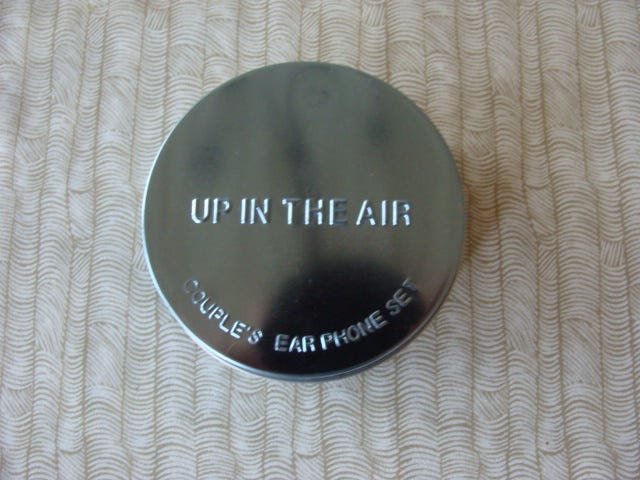 UP IN THE AIR
COUPLE'S EAR PHONE SET